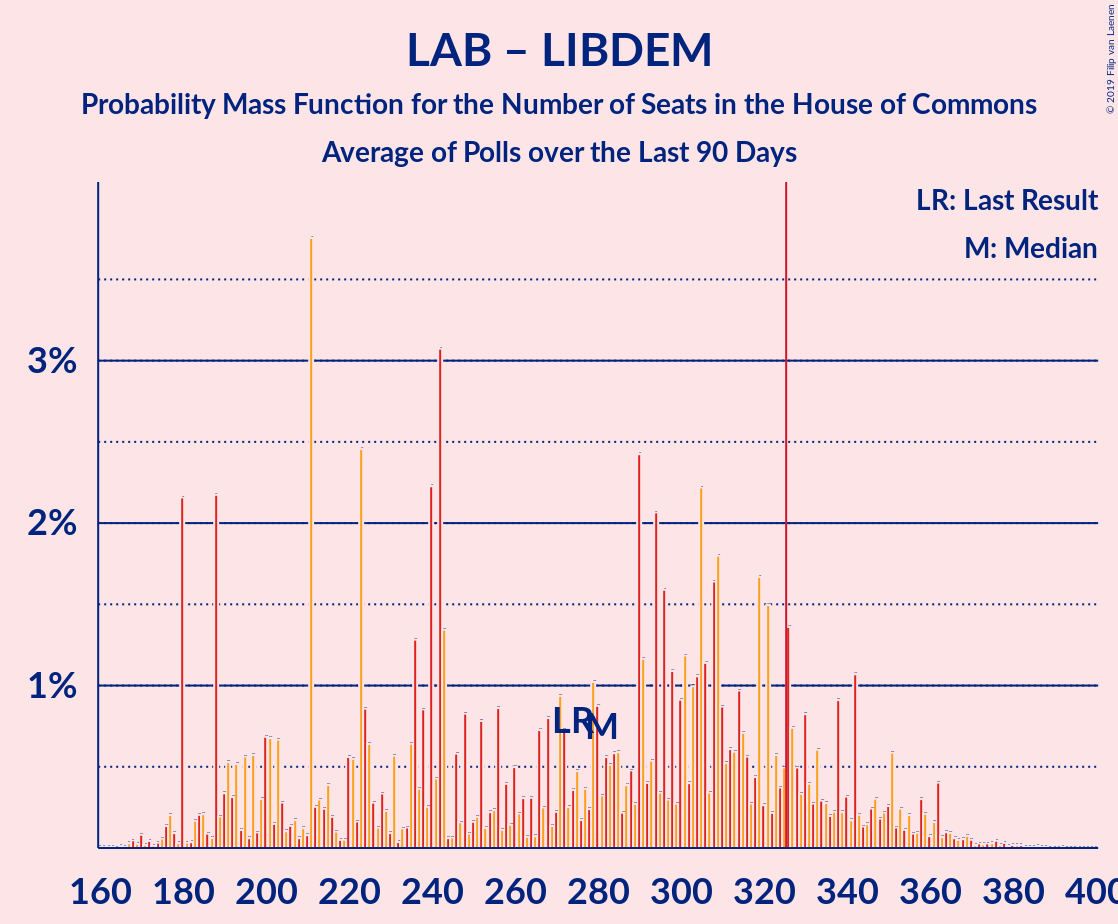 LAB – LIBDEM
Probability Mass Function for the Number of Seats in the House of Commons
Average of Polls over the Last 90 Days
© 2019 Filip van Laenen
LR: Last Result
M: Median
3%
2%
1%
LR
M
160 180 200 220 240 260 280 300 320 340 360 380 400